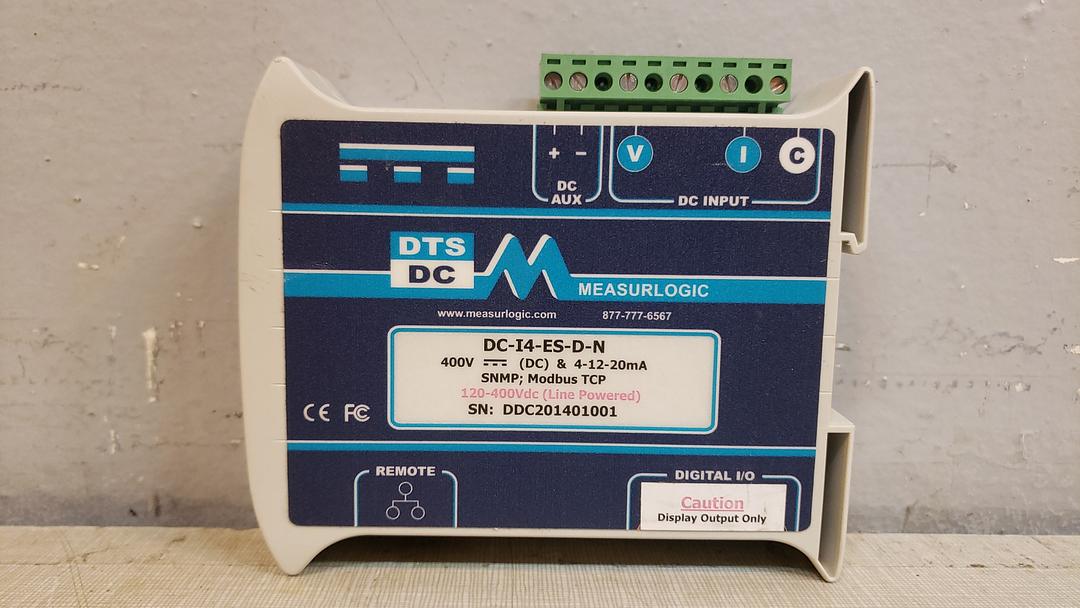 + −
DC
AUX
V I C
DC INPUT
DTS
DC
MEASURLOGIC
www.measurlogic.com 877-777-6567
DC-I4-ES-D-N
400V ⎓ (DC) & 4-12-20mA
SNMP; Modbus TCP
120-400Vdc (Line Powered)
SN: DDC201401001
CE FC
REMOTE
DIGITAL I/O
Caution
Display Output Only